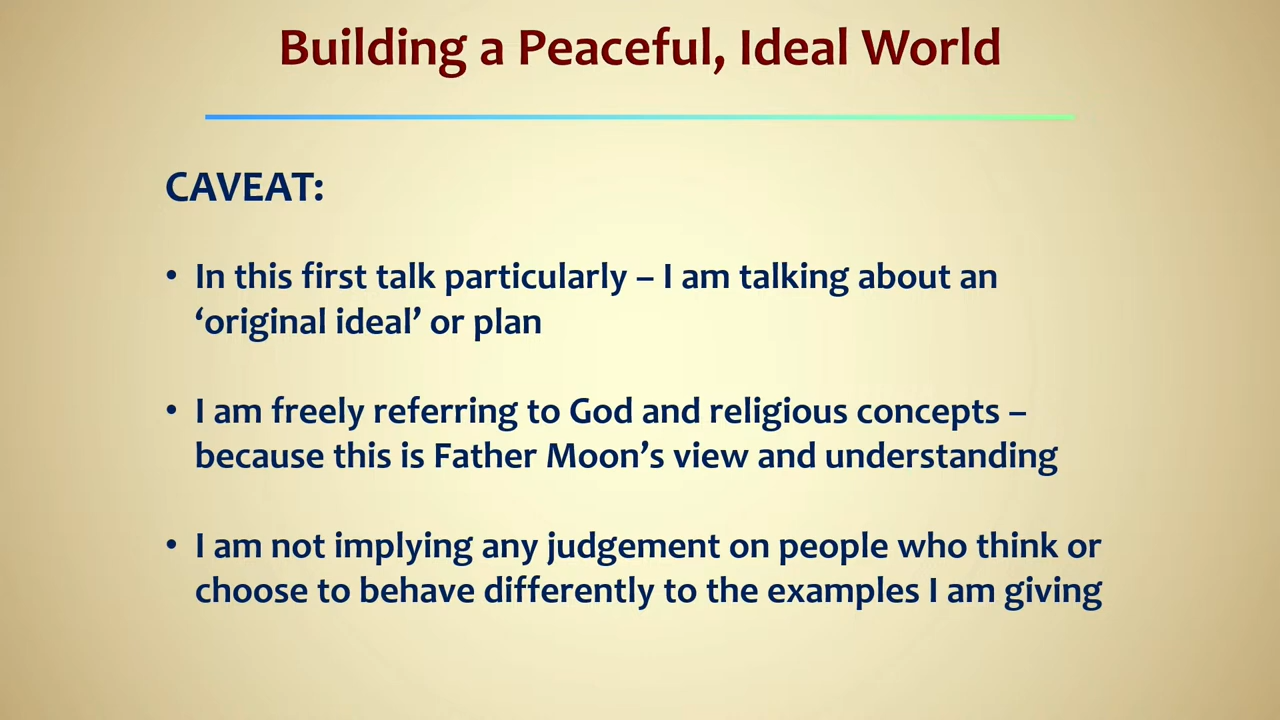 Building a Peaceful, Ideal World
CAVEAT:
• In this first talk particularly – I am talking about an
‘original ideal’ or plan
• I am freely referring to God and religious concepts –
because this is Father Moon’s view and understanding
• I am not implying any judgement on people who think or
choose to behave differently to the examples I am giving